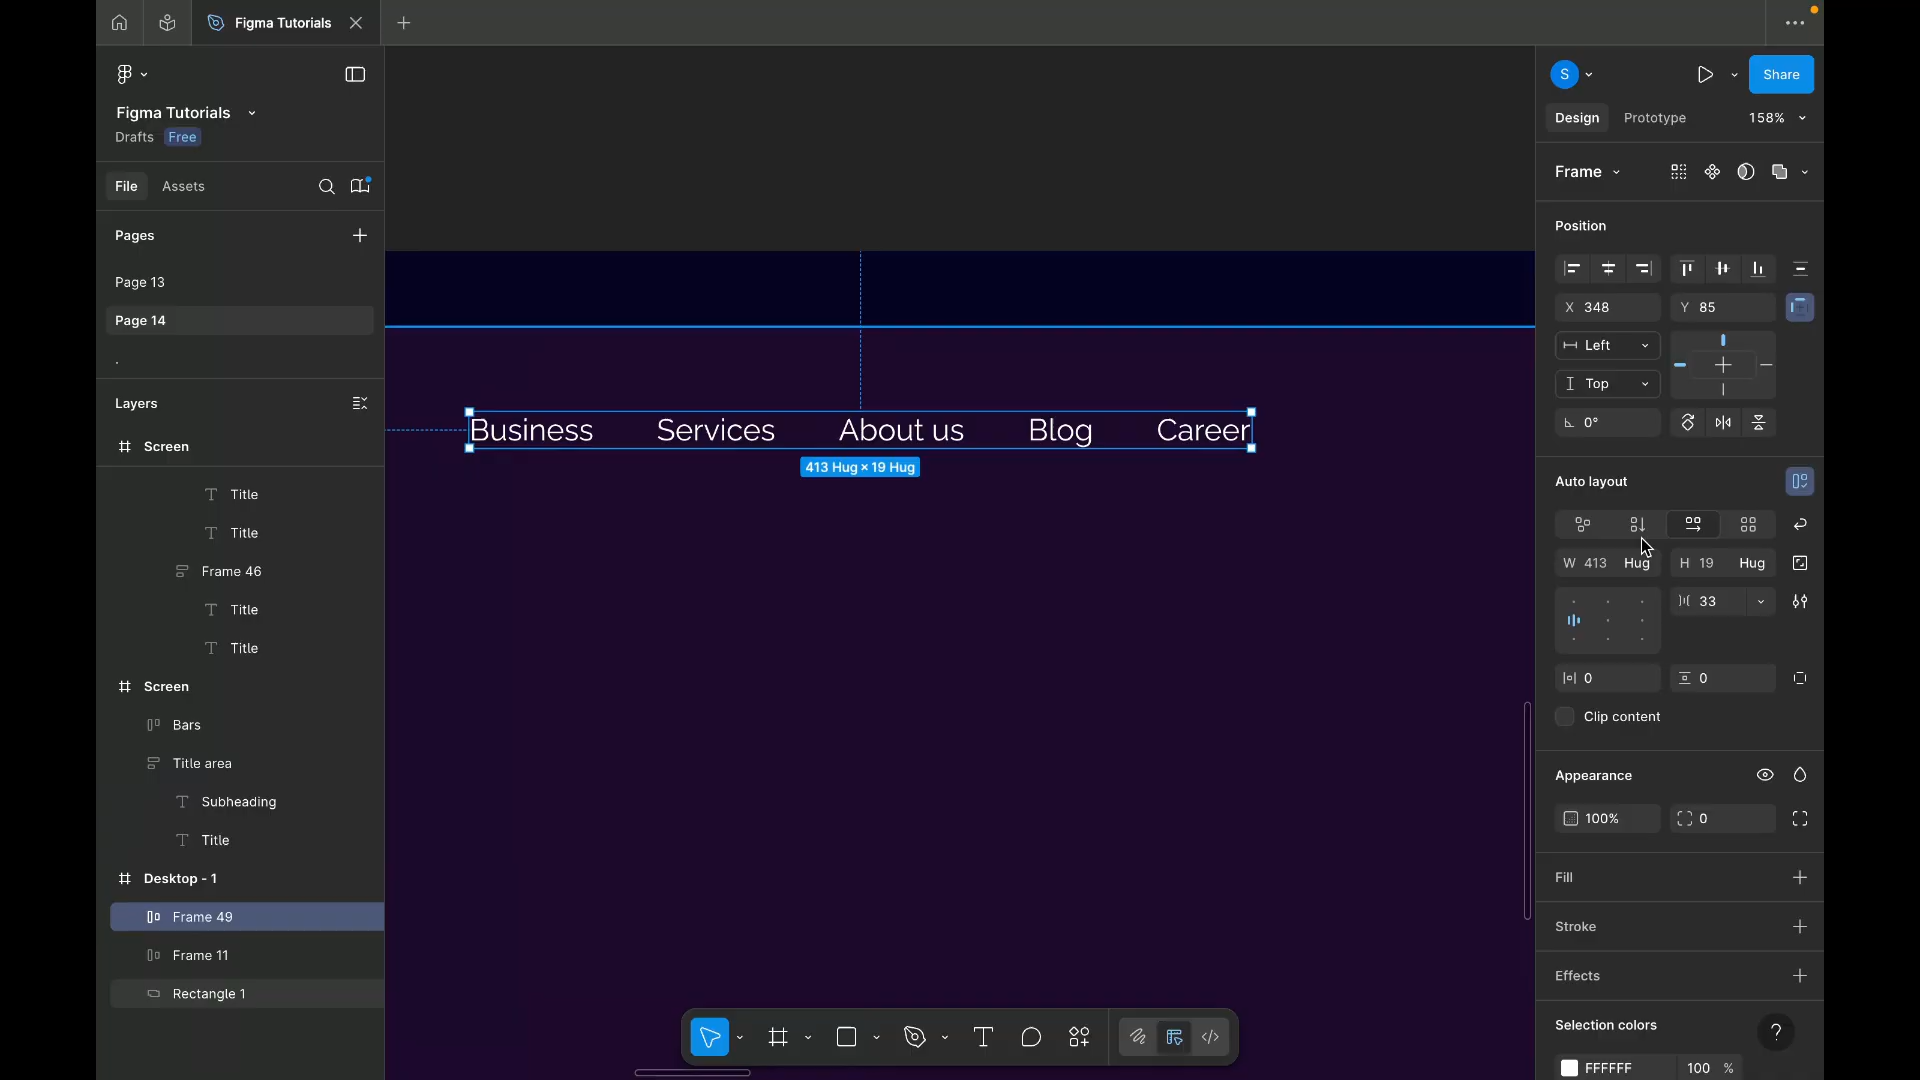 Figma Tutorials
Figma Tutorials
Drafts Free
File Assets
Pages
Page 13
Page 14
.
Layers
Screen
Title
Title
Frame 46
Title
Title
Screen
Bars
Title area
Subheading
Title
Desktop - 1
Frame 49
Frame 11
Rectangle 1
Business Services About us Blog Career
413 Hug × 19 Hug
S Share
Design Prototype 158%
Frame
Position
X 348 Y 85
Left
Top
0°
Auto layout
W 413 Hug H 19 Hug
33
0 0
Clip content
Appearance
100% 0
Fill
Stroke
Effects
Selection colors
?
FFFFFF 100 %